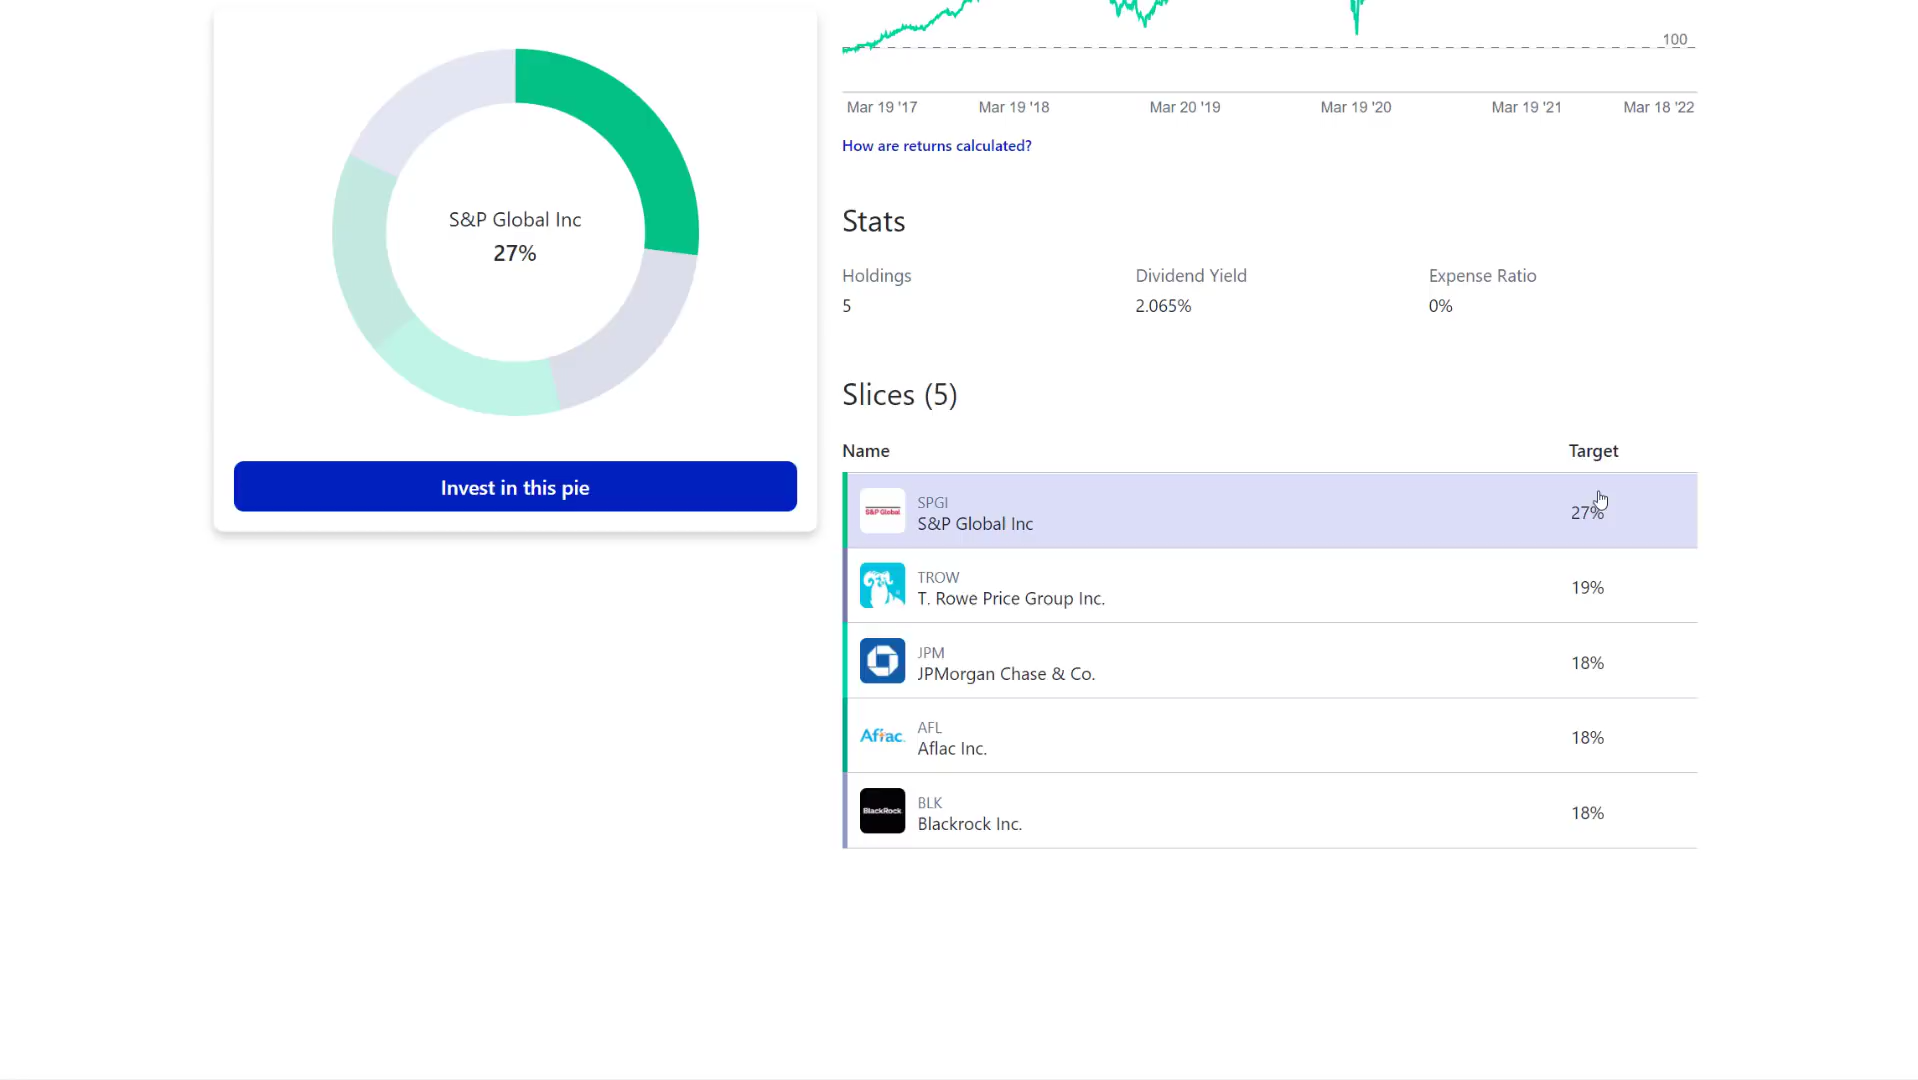 S&P Global Inc
27%
Invest in this pie
100
Mar 19 '17 Mar 19 '18 Mar 20 '19 Mar 19 '20 Mar 19 '21 Mar 18 '22
How are returns calculated?
Stats
Holdings Dividend Yield Expense Ratio
5 2.065% 0%
Slices (5)
Name Target
S&P Global
SPGI
S&P Global Inc
27%
TROW
T. Rowe Price Group Inc.
19%
JPM
JPMorgan Chase & Co.
18%
Aflac
AFL
Aflac Inc.
18%
BlackRock
BLK
Blackrock Inc.
18%